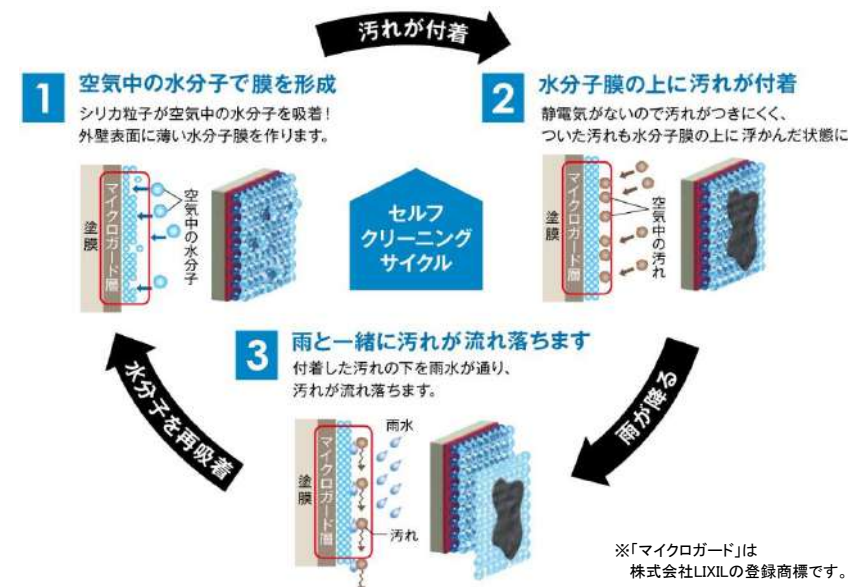 汚れが付着
1
空気中の水分子で膜を形成
シリカ粒子が空気中の水分子を吸着!
外壁表面に薄い水分子膜を作ります。
塗膜
マイクロガード層
空気中の水分子
2
水分子膜の上に汚れが付着
静電気がないので汚れがつきにくく、
ついた汚れも水分子膜の上に浮かんだ状態に
塗膜
マイクロガード層
空気中の汚れ
セルフ
クリーニング
サイクル
雨が降る
3
雨と一緒に汚れが流れ落ちます
付着した汚れの下を雨水が通り、
汚れが流れ落ちます。
塗膜
マイクロガード層
雨水
汚れ
水分子を再吸着
※「マイクロガード」は
株式会社LIXILの登録商標です。